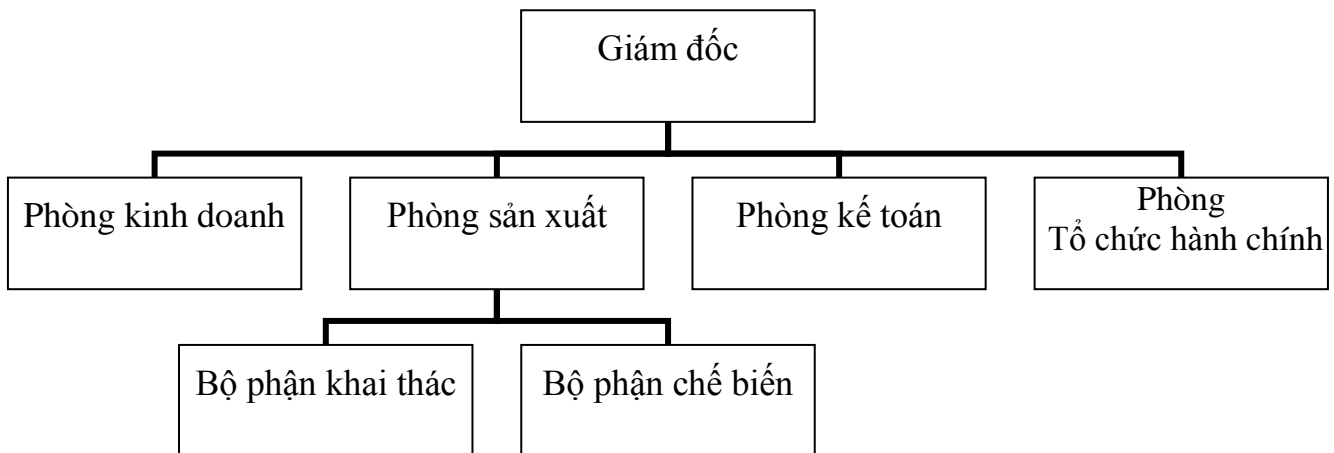 Giám đốc
Phòng kinh doanh
Phòng sản xuất
Phòng kế toán
Phòng
Tổ chức hành chính
Bộ phận khai thác
Bộ phận chế biến